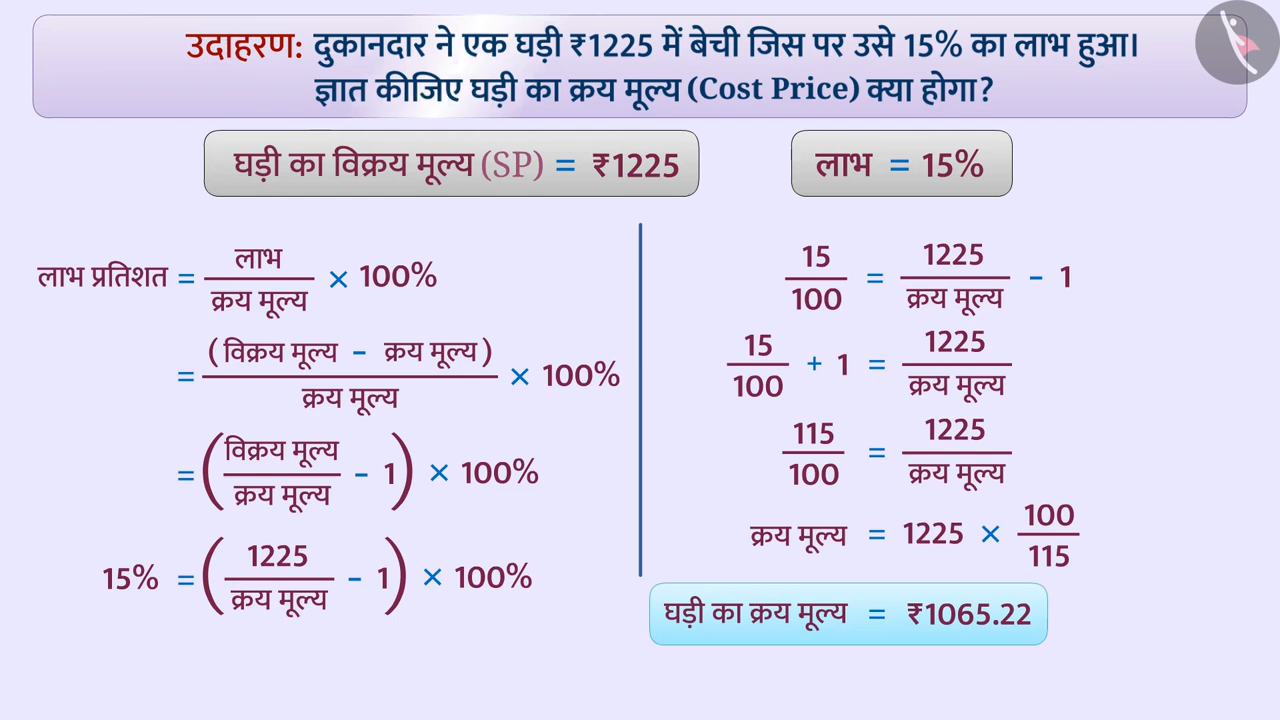 उदाहरण: दुकानदार ने एक घड़ी ₹1225 में बेची जिस पर उसे 15% का लाभ हुआ।
ज्ञात कीजिए घड़ी का क्रय मूल्य (Cost Price) क्या होगा?
घड़ी का विक्रय मूल्य (SP) = ₹1225
लाभ = 15%
लाभ प्रतिशत = लाभ / क्रय मूल्य × 100%
= (विक्रय मूल्य - क्रय मूल्य) / क्रय मूल्य × 100%
= (विक्रय मूल्य / क्रय मूल्य - 1) × 100%
15% = (1225 / क्रय मूल्य - 1) × 100%
15 / 100 = 1225 / क्रय मूल्य - 1
15 / 100 + 1 = 1225 / क्रय मूल्य
115 / 100 = 1225 / क्रय मूल्य
क्रय मूल्य = 1225 × 100 / 115
घड़ी का क्रय मूल्य = ₹1065.22